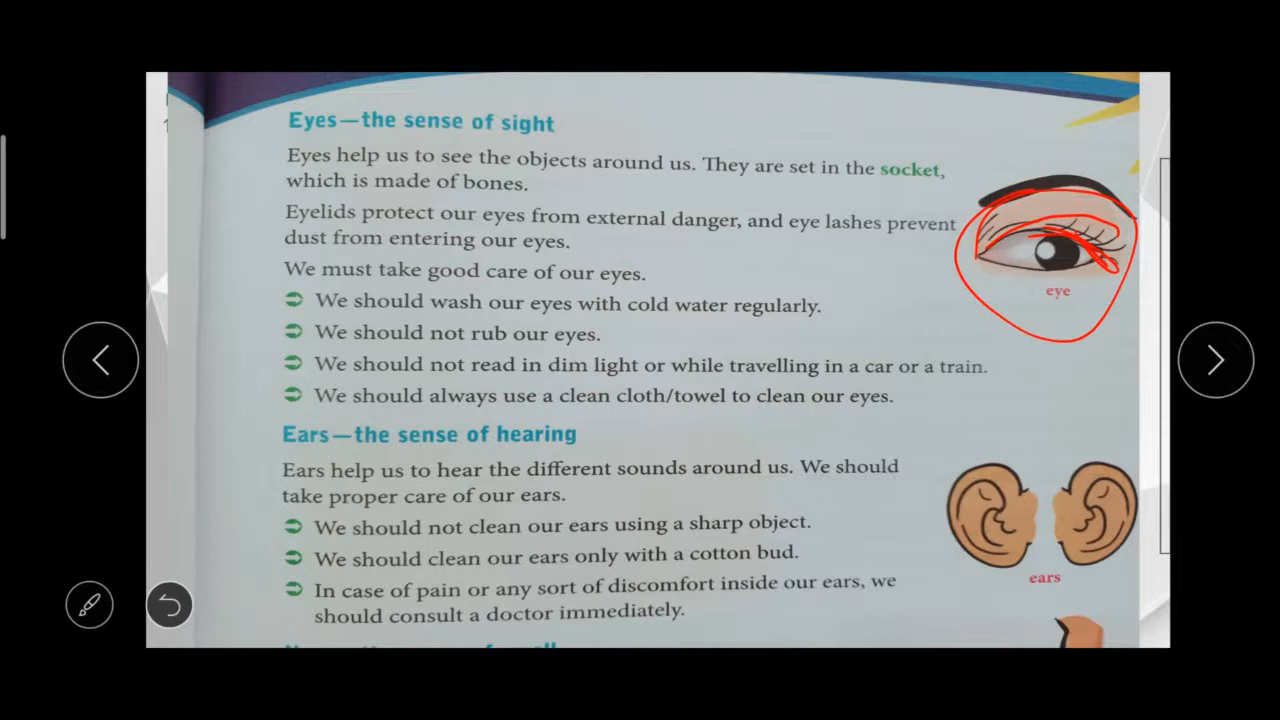 Eyes—the sense of sight
Eyes help us to see the objects around us. They are set in the socket,
which is made of bones.
Eyelids protect our eyes from external danger, and eye lashes prevent
dust from entering our eyes.
We must take good care of our eyes.
We should wash our eyes with cold water regularly.
We should not rub our eyes.
We should not read in dim light or while travelling in a car or a train.
We should always use a clean cloth/towel to clean our eyes.
eye
Ears—the sense of hearing
Ears help us to hear the different sounds around us. We should
take proper care of our ears.
We should not clean our ears using a sharp object.
We should clean our ears only with a cotton bud.
In case of pain or any sort of discomfort inside our ears, we
should consult a doctor immediately.
ears